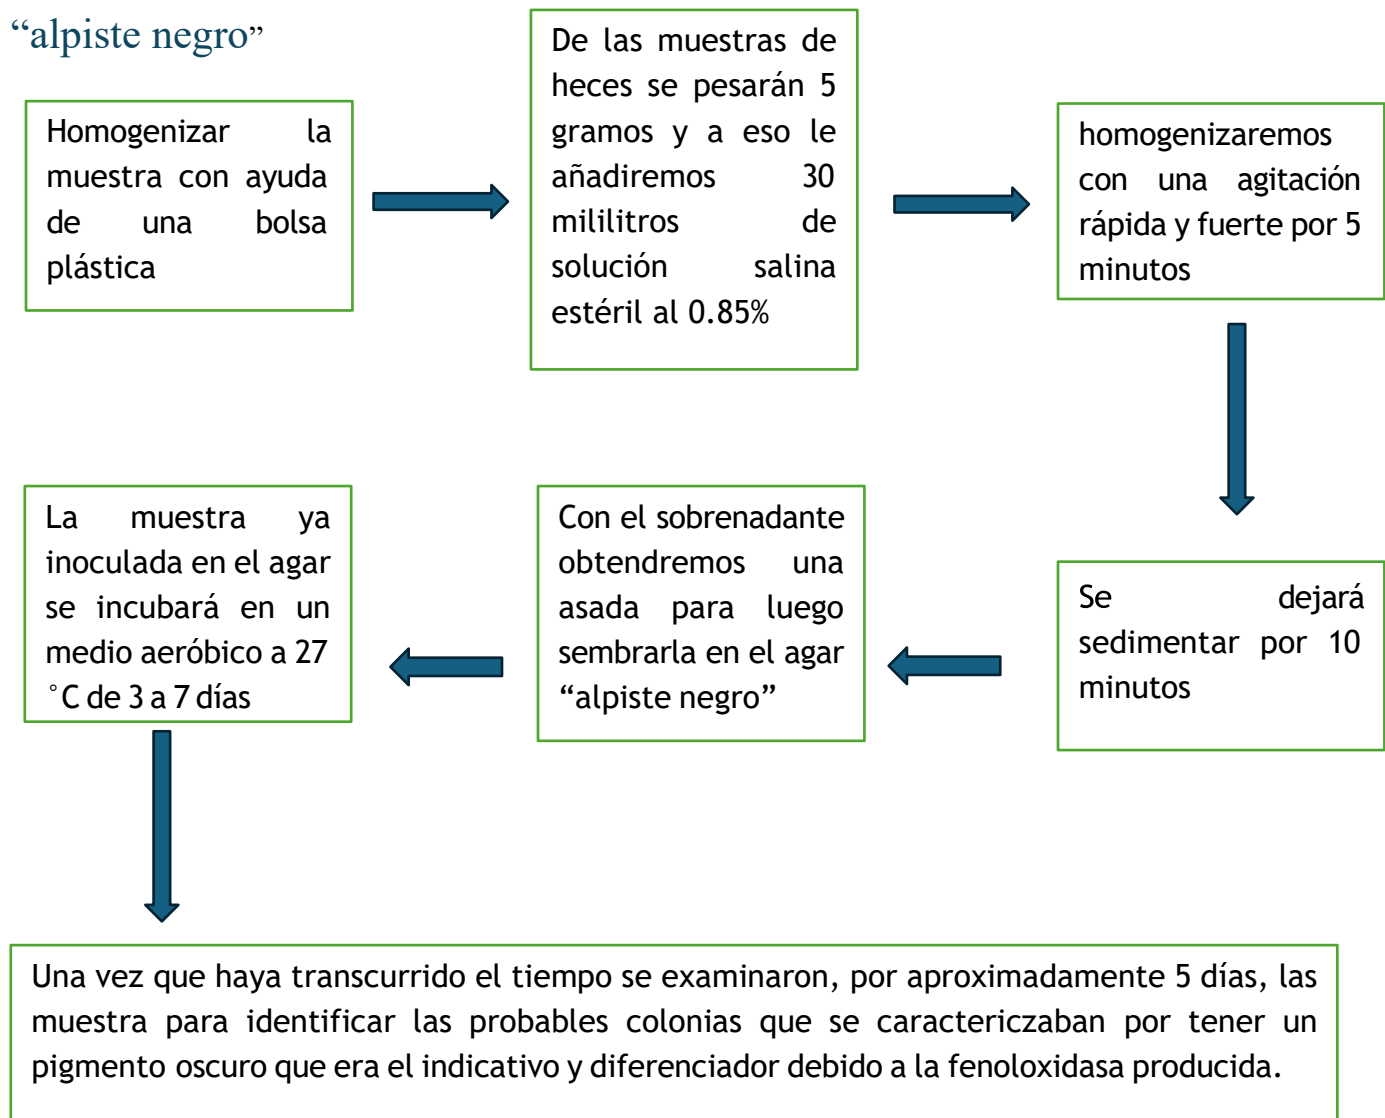 “alpiste negro”
Homogenizar la
muestra con ayuda
de una bolsa
plástica
De las muestras de
heces se pesarán 5
gramos y a eso le
añadiremos 30
mililitros de
solución salina
estéril al 0.85%
homogenizaremos
con una agitación
rápida y fuerte por 5
minutos
Se dejará
sedimentar por 10
minutos
Con el sobrenadante
obtendremos una
asada para luego
sembrarla en el agar
“alpiste negro”
La muestra ya
inoculada en el agar
se incubará en un
medio aeróbico a 27
°C de 3 a 7 días
Una vez que haya transcurrido el tiempo se examinaron, por aproximadamente 5 días, las
muestra para identificar las probables colonias que se caractericzaban por tener un
pigmento oscuro que era el indicativo y diferenciador debido a la fenoloxidasa producida.